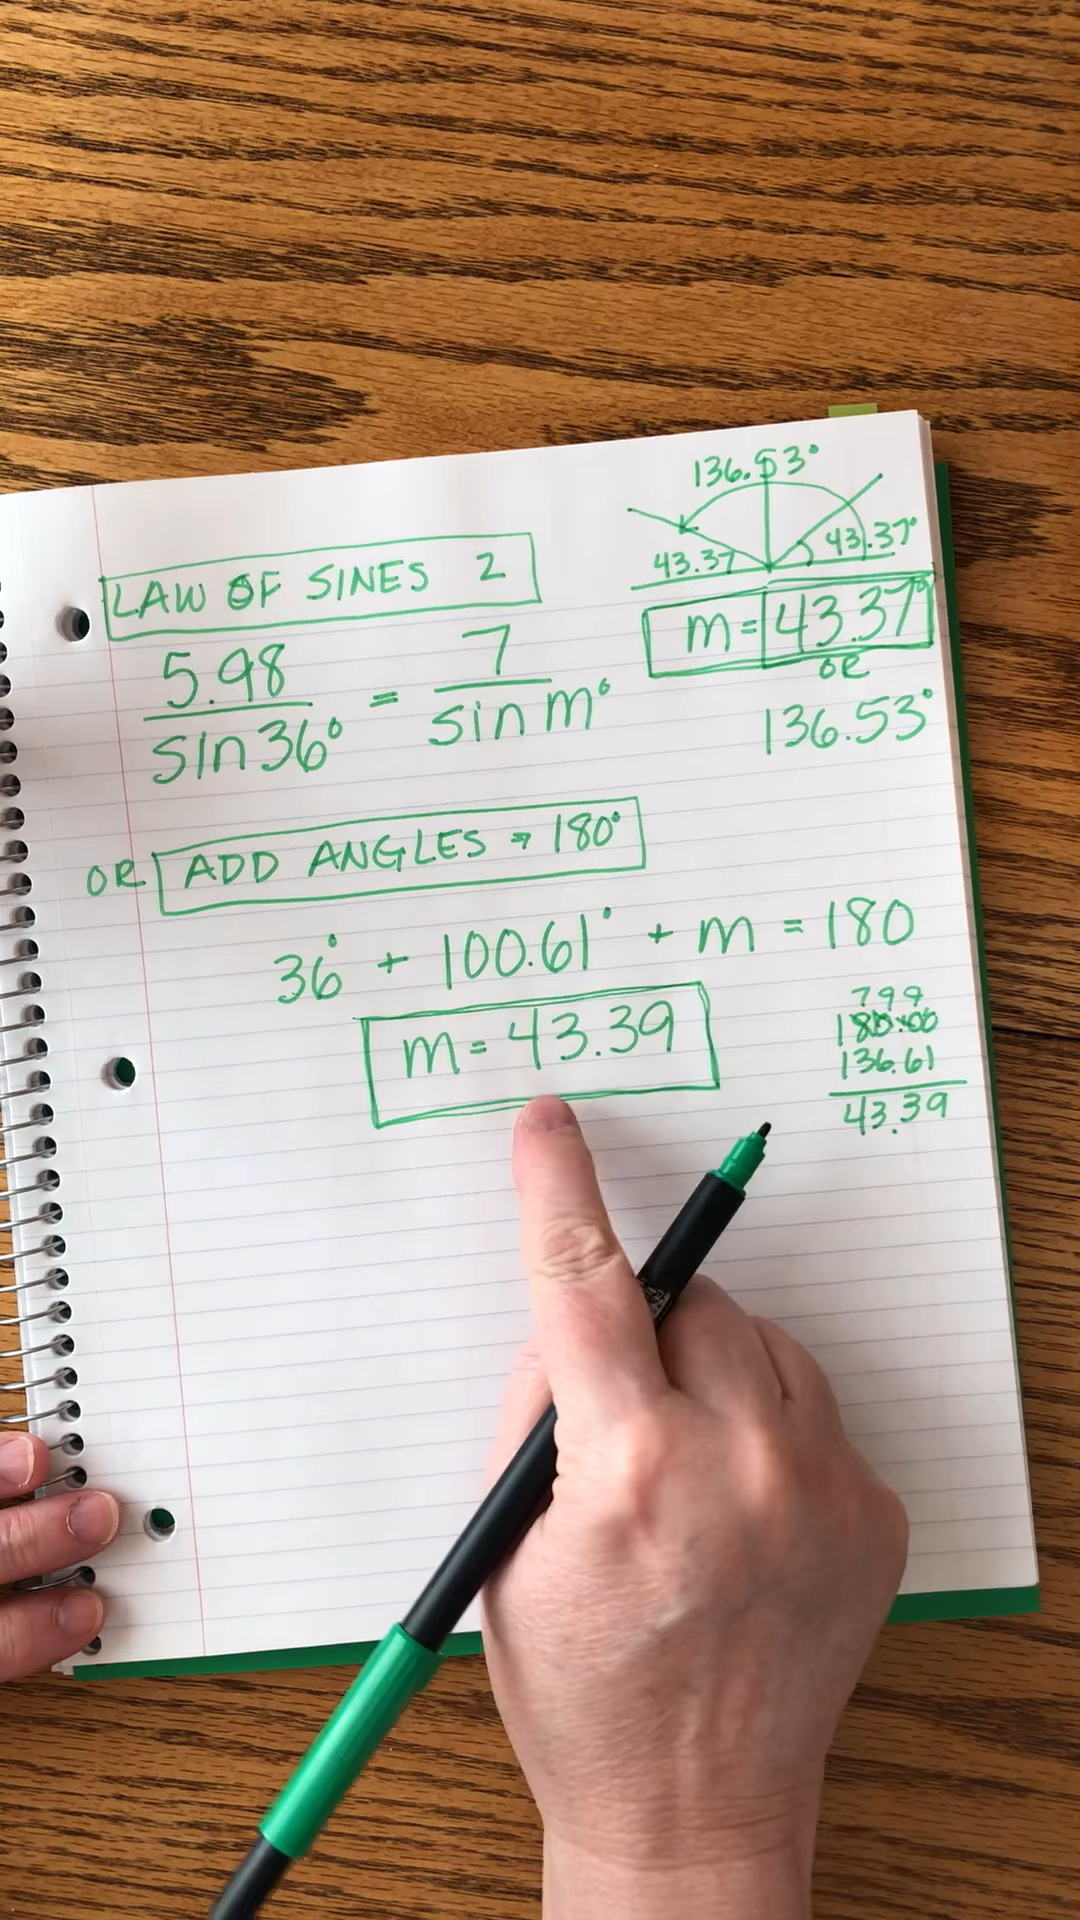 136.53°
43.37 43.37°
LAW OF SINES 2
m = 43.37°
OR
5.98 / sin 36° = 7 / sin m°
136.53°
OR ADD ANGLES → 180°
36° + 100.61° + m = 180
m = 43.39
799
180.00
136.61
43.39